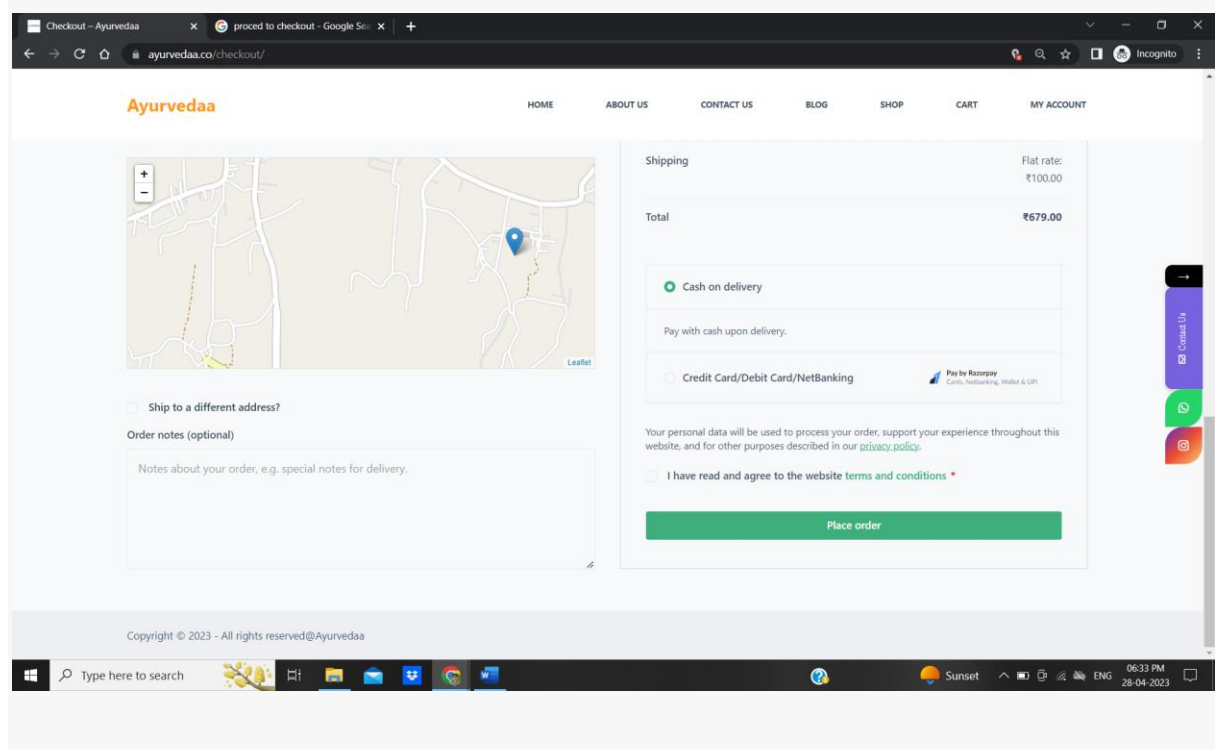 Checkout – Ayurvedaa
proced to checkout - Google Se
ayurvedaa.co/checkout/
Incognito
Ayurvedaa
HOME
ABOUT US
CONTACT US
BLOG
SHOP
CART
MY ACCOUNT
+
−
Leaflet
Ship to a different address?
Order notes (optional)
Notes about your order, e.g. special notes for delivery.
Shipping
Flat rate:
₹100.00
Total
₹679.00
Cash on delivery
Pay with cash upon delivery.
Credit Card/Debit Card/NetBanking
Pay by Razorpay
Cards, Netbanking, Wallet & UPI
Your personal data will be used to process your order, support your experience throughout this
website, and for other purposes described in our privacy policy.
I have read and agree to the website terms and conditions *
Place order
Contact Us
Copyright © 2023 - All rights reserved@Ayurvedaa
Type here to search
Sunset
ENG
06:33 PM
28-04-2023